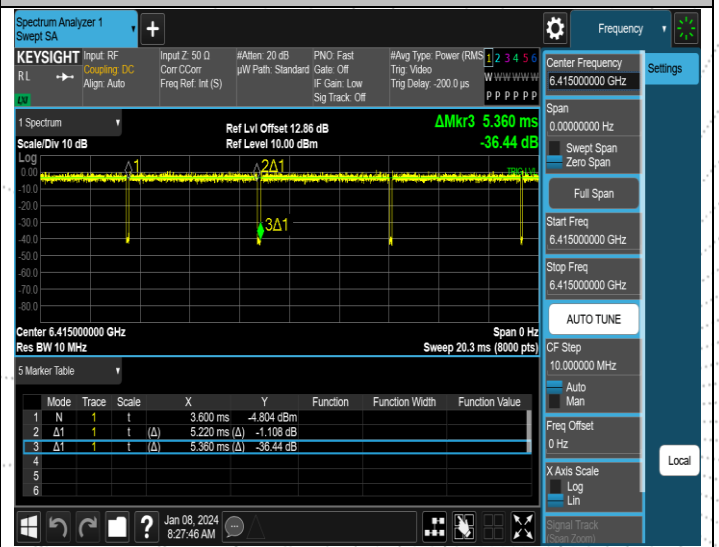 Spectrum Analyzer 1
Swept SA
+
Frequency
KEYSIGHT
RL
LXI
Input: RF
Coupling: DC
Align: Auto
Input Z: 50 Ω
Corr CCorr
Freq Ref: Int (S)
#Atten: 20 dB
µW Path: Standard
PNO: Fast
Gate: Off
IF Gain: Low
Sig Track: Off
#Avg Type: Power (RMS
Trig: Video
Trig Delay: -200.0 µs
1 2 3 4 5 6
W W W W W W
P P P P P P
1 Spectrum
Scale/Div 10 dB
Ref Lvl Offset 12.86 dB
Ref Level 10.00 dBm
ΔMkr3 5.360 ms
-36.44 dB
Log
0.00
-10.0
-20.0
-30.0
-40.0
-50.0
-60.0
-70.0
-80.0
1
2Δ1
3Δ1
TRIG LVL
Center 6.415000000 GHz
Res BW 10 MHz
Span 0 Hz
Sweep 20.3 ms (8000 pts)
5 Marker Table
Mode Trace Scale X Y Function Function Width Function Value
1 N 1 t 3.600 ms -4.804 dBm
2 Δ1 1 t (Δ) 5.220 ms (Δ) -1.108 dB
3 Δ1 1 t (Δ) 5.360 ms (Δ) -36.44 dB
4
5
6
?
Jan 08, 2024
8:27:46 AM
Center Frequency
6.415000000 GHz
Span
0.00000000 Hz
Swept Span
Zero Span
Full Span
Start Freq
6.415000000 GHz
Stop Freq
6.415000000 GHz
AUTO TUNE
CF Step
10.000000 MHz
Auto
Man
Freq Offset
0 Hz
X Axis Scale
Log
Lin
Signal Track
(Span Zoom)
Settings
Local